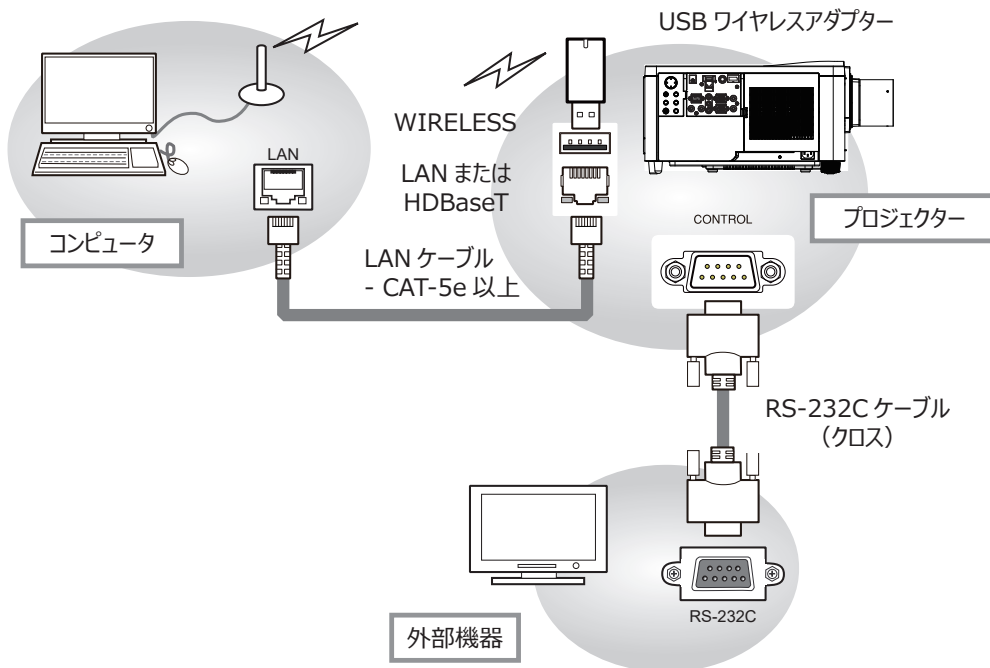 USB ワイヤレスアダプター
WIRELESS
LAN
LAN または
HDBaseT
コンピュータ
プロジェクター
CONTROL
LAN ケーブル
- CAT-5e 以上
RS-232C ケーブル
（クロス）
RS-232C
外部機器